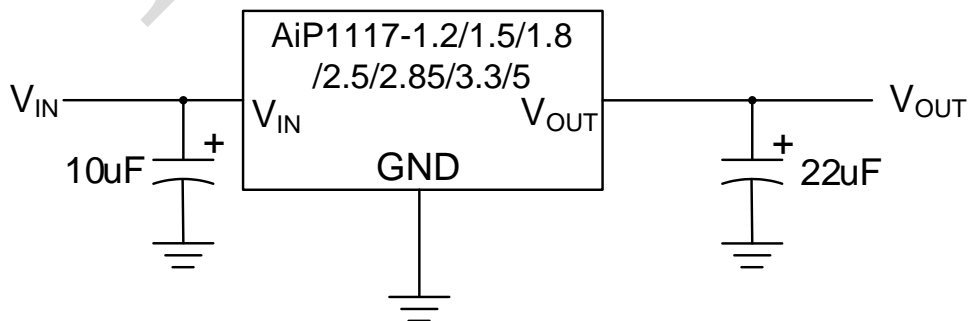 AiP1117-1.2/1.5/1.8
/2.5/2.85/3.3/5
VIN
VIN
VOUT
VOUT
+
10uF
GND
+
22uF